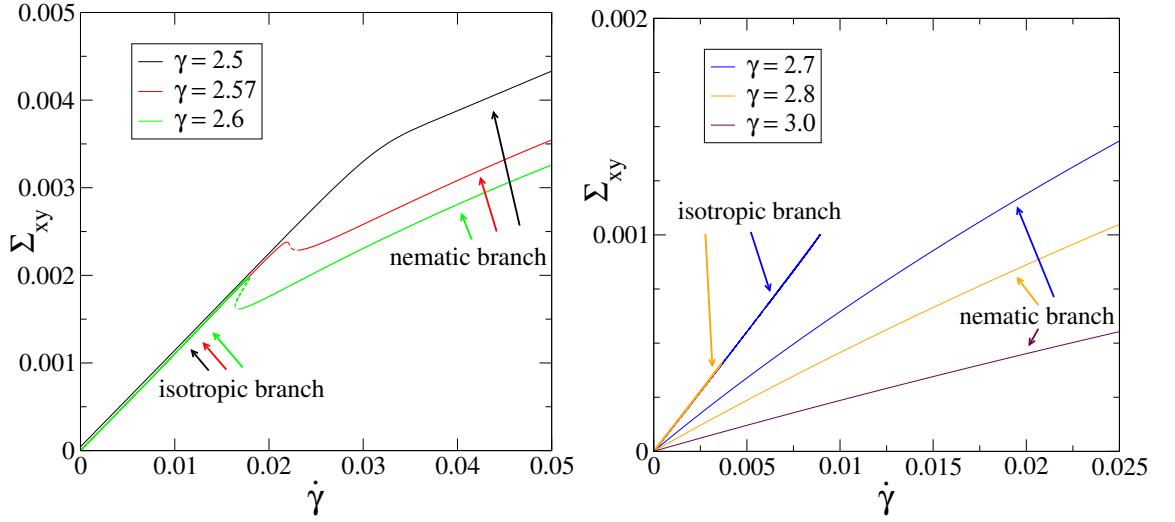 0.005
0.004
0.003
0.002
0.001
0
Σxy
γ = 2.5
γ = 2.57
γ = 2.6
nematic branch
isotropic branch
0 0.01 0.02 0.03 0.04 0.05
γ̇
0.002
0.001
0
Σxy
γ = 2.7
γ = 2.8
γ = 3.0
isotropic branch
nematic branch
0 0.005 0.01 0.015 0.02 0.025
γ̇